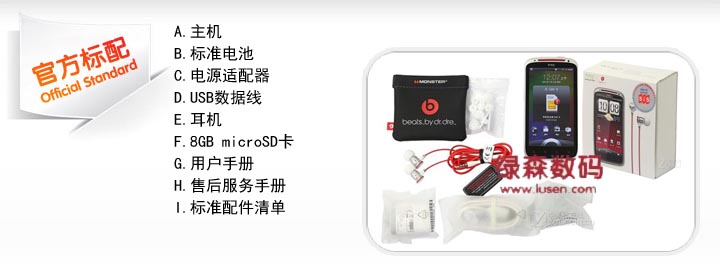 官方标配
Official Standard
A.主机
B.标准电池
C.电源适配器
D.USB数据线
E.耳机
F.8GB microSD卡
G.用户手册
H.售后服务手册
I.标准配件清单
MONSTER
beats by dr.dre
绿森数码
www.lusen.com